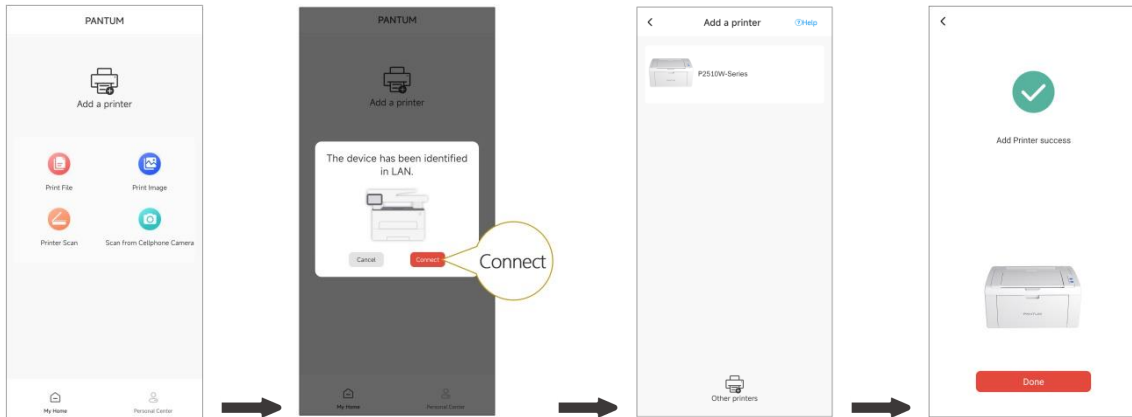 PANTUM
Add a printer
Print File
Print Image
Printer Scan
Scan from Cellphone Camera
My Home
Personal Center
PANTUM
Add a printer
The device has been identified
in LAN.
Cancel
Connect
Connect
My Home
Personal Center
Add a printer
Help
P2510W-Series
Other printers
Add Printer success
PANTUM
Done